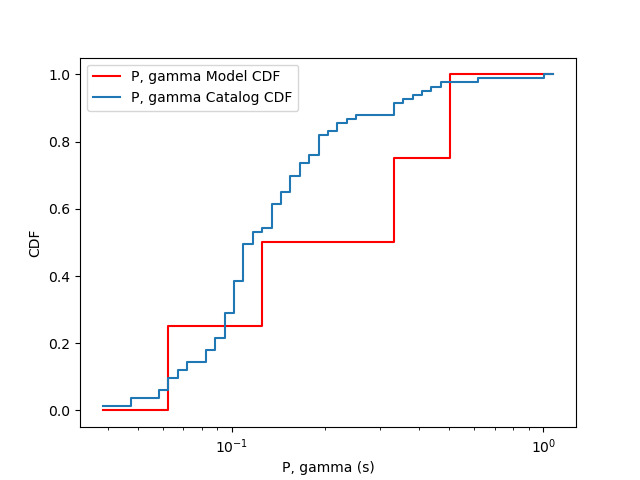 P, gamma Model CDF
P, gamma Catalog CDF
1.0
0.8
0.6
0.4
0.2
0.0
CDF
10⁻¹ 10⁰
P, gamma (s)